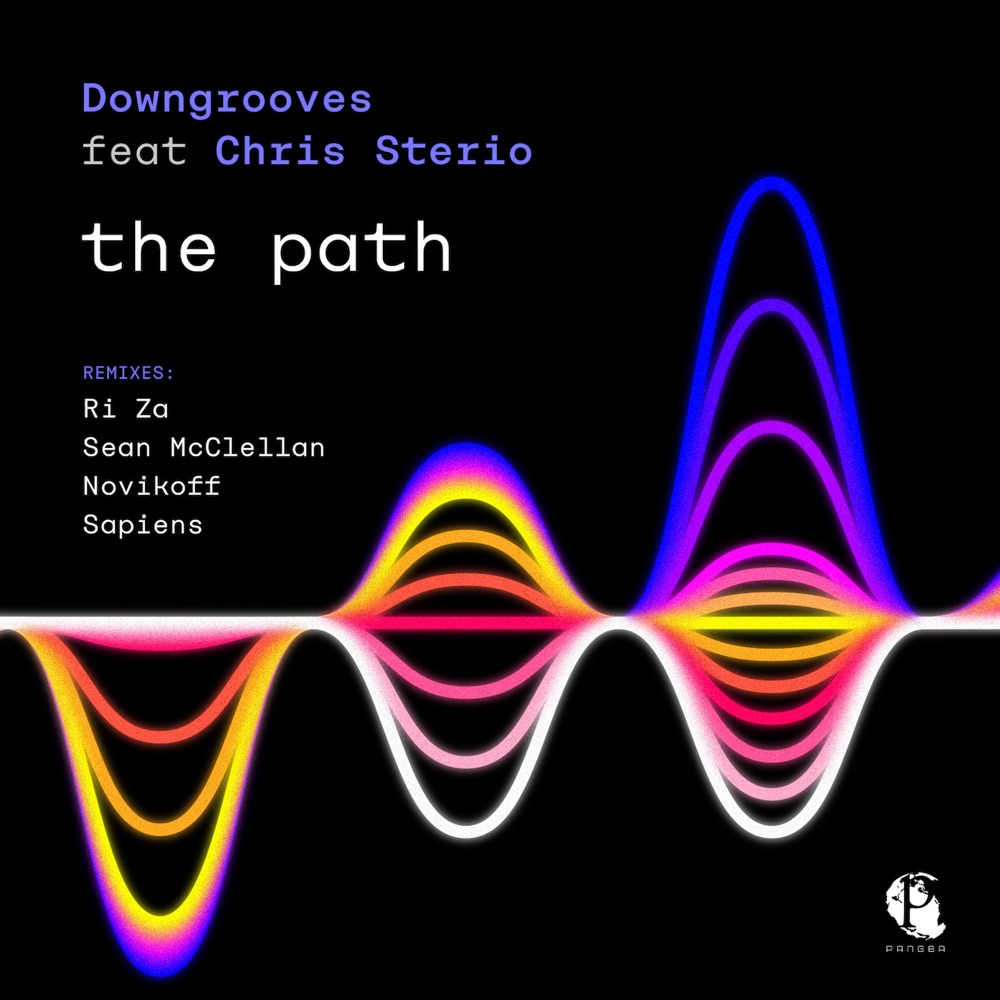 Downgrooves
feat Chris Sterio
the path
REMIXES:
Ri Za
Sean McClellan
Novikoff
Sapiens
P
PANGEA